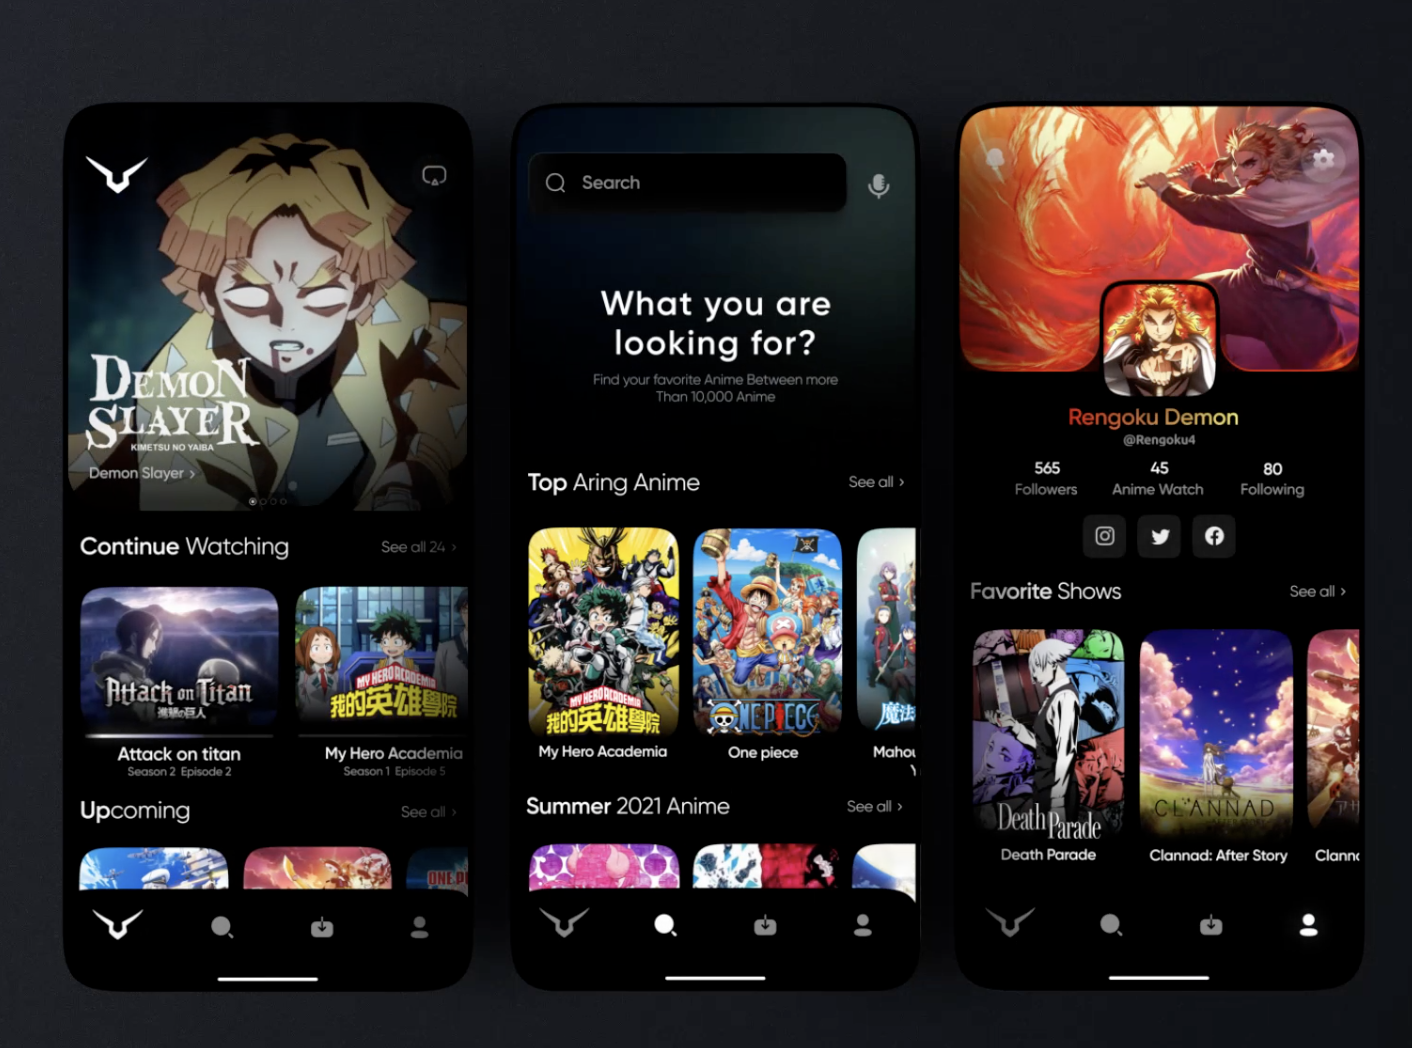 DEMON
SLAYER
KIMETSU NO YAIBA
Demon Slayer ›
Continue Watching
See all 24 ›
Attack on Titan
進撃の巨人
MY HERO ACADEMIA
我的英雄學院
Attack on titan
Season 2 Episode 2
My Hero Academia
Season 1 Episode 5
Upcoming
See all ›
ONE PI
Search
What you are
looking for?
Find your favorite Anime Between more
Than 10,000 Anime
Top Aring Anime
See all ›
MY HERO ACADEMIA
我的英雄學院
ONE PIECE
魔法
My Hero Academia
One piece
Mahou
Y
Summer 2021 Anime
See all ›
Rengoku Demon
@Rengoku4
565
45
80
Followers
Anime Watch
Following
Favorite Shows
See all ›
Death Parade
CLANNAD
アサ
Death Parade
Clannad: After Story
Clann